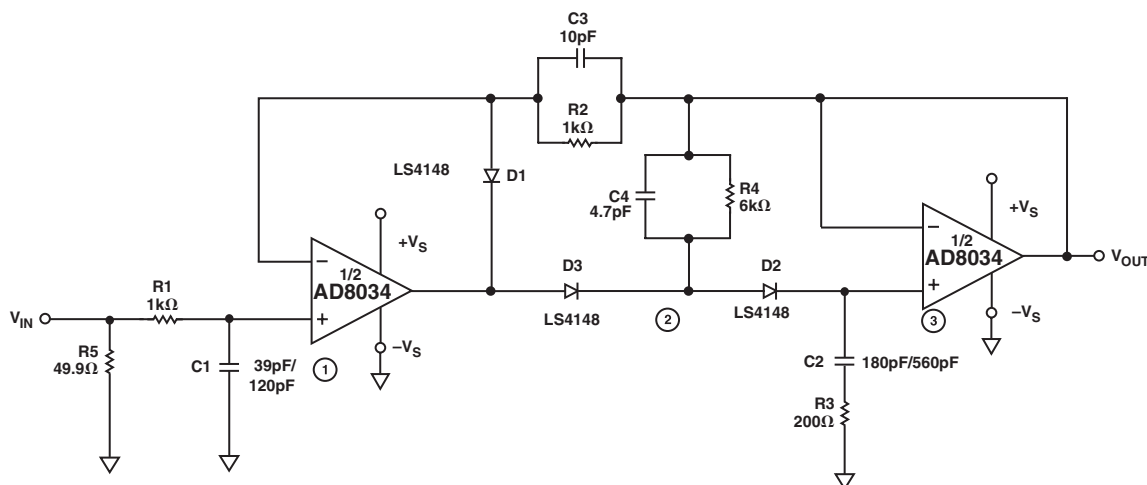 C3
10pF
R2
1kΩ
LS4148
D1
C4
4.7pF
R4
6kΩ
+VS
1/2
AD8034
−
+
−VS
1
D3
LS4148
2
D2
LS4148
+VS
1/2
AD8034
−
+
−VS
3
VOUT
VIN
R1
1kΩ
R5
49.9Ω
C1
39pF/
120pF
C2
180pF/560pF
R3
200Ω